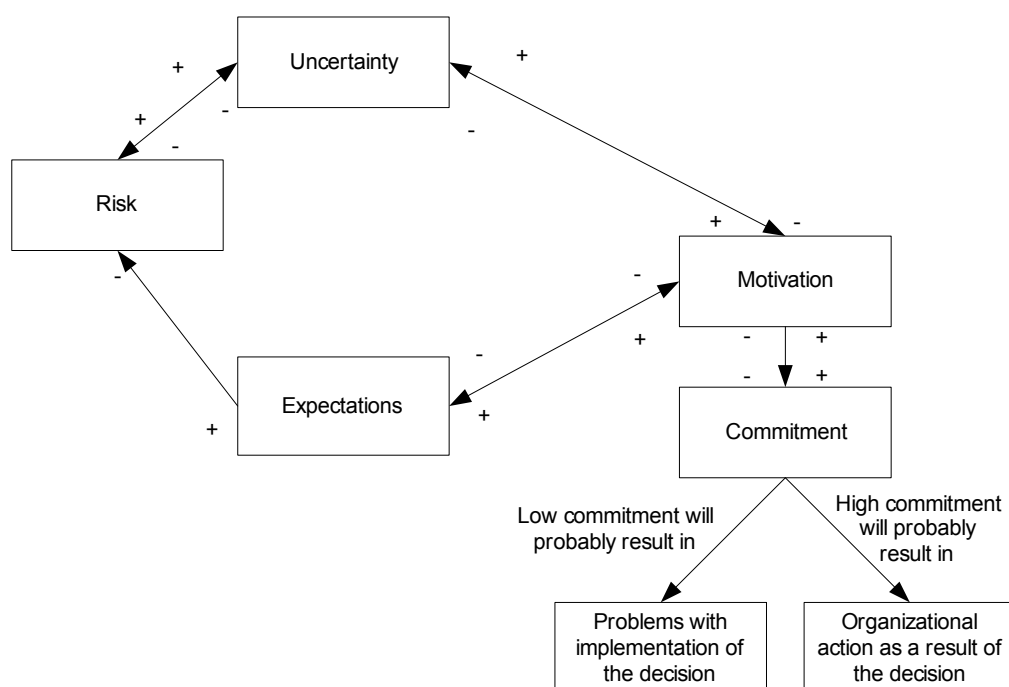 Uncertainty
+
+
-
-
+
-
+
-
Risk
-
+
Motivation
-
+
-
+
Expectations
-
+
-
+
Commitment
Low commitment will
probably result in
High commitment
will probably
result in
Problems with
implementation of
the decision
Organizational
action as a result of
the decision